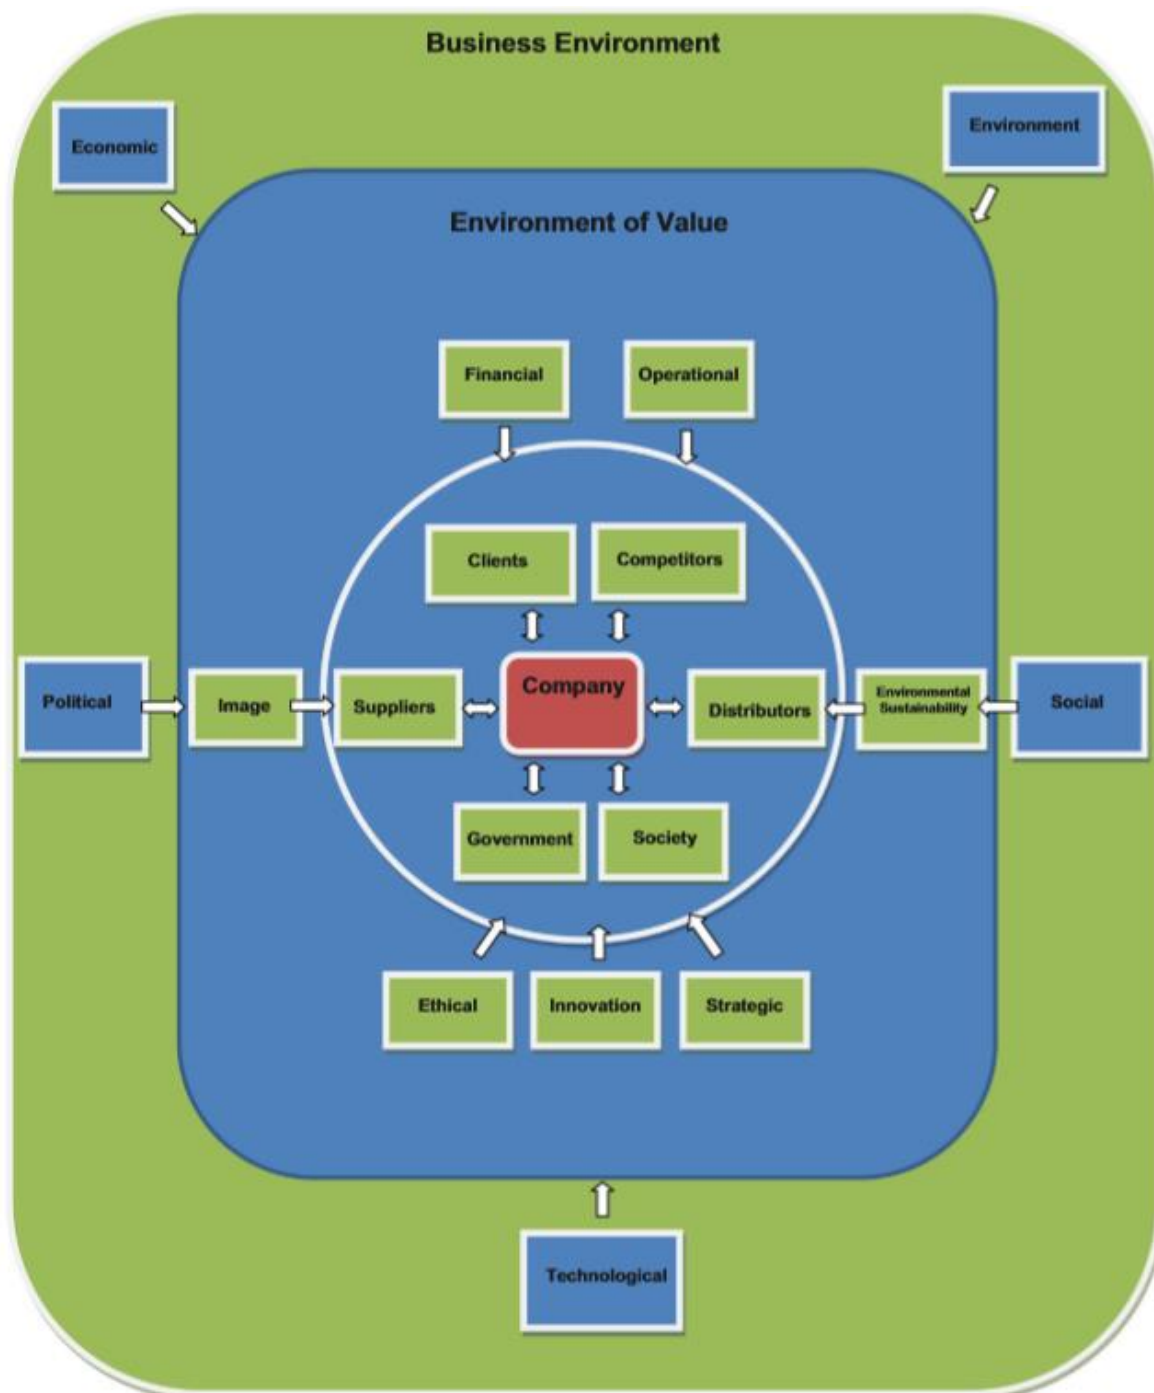 Business Environment
Economic
Environment
Environment of Value
Financial
Operational
Clients
Competitors
Political
Image
Suppliers
Company
Distributors
Environmental
Sustainability
Social
Government
Society
Ethical
Innovation
Strategic
Technological